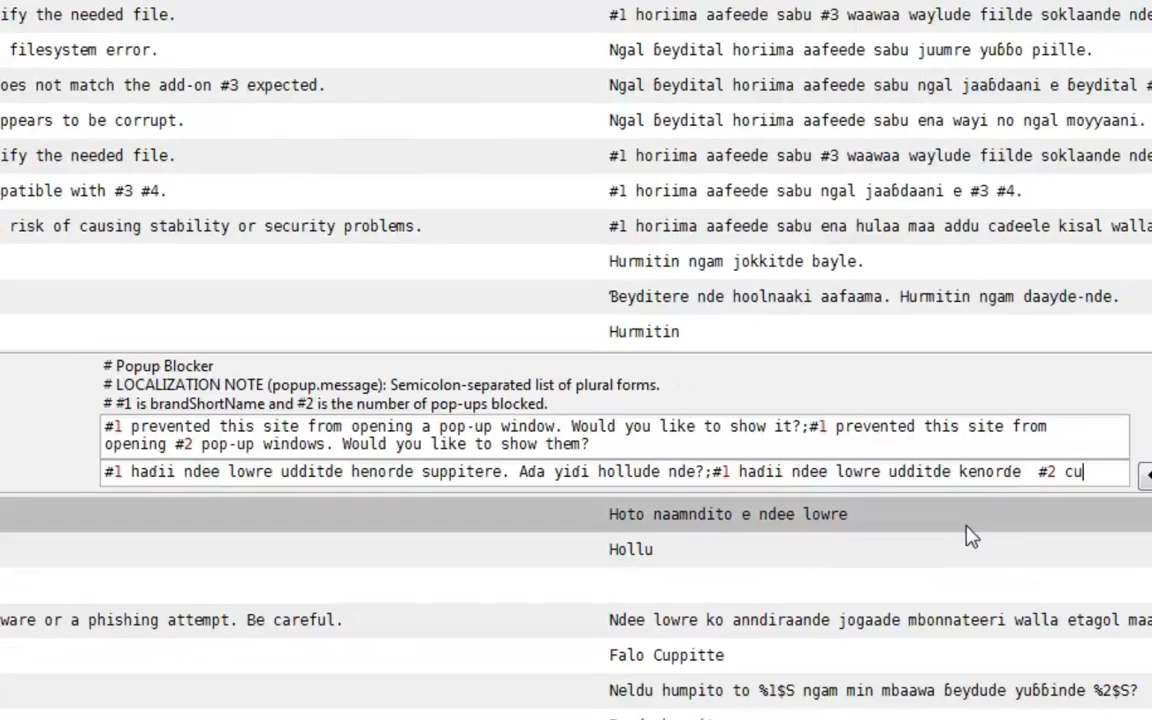 ify the needed file. #1 horiima aafeede sabu #3 waawaa waylude fiilde soklaande nde
filesystem error. Ngal ɓeydital horiima aafeede sabu juumre yuɓɓo piille.
oes not match the add-on #3 expected. Ngal ɓeydital horiima aafeede sabu ngal jaaɓdaani e ɓeydital #
ppears to be corrupt. Ngal ɓeydital horiima aafeede sabu ena wayi no ngal moƴƴaani.
ify the needed file. #1 horiima aafeede sabu #3 waawaa waylude fiilde soklaande nde
patible with #3 #4. #1 horiima aafeede sabu ngal jaaɓdaani e #3 #4.
risk of causing stability or security problems. #1 horiima aafeede sabu ena hulaa maa addu caɗeele kisal walla
Hurmitin ngam jokkitde bayle.
Ɓeyditere nde hoolnaaki aafaama. Hurmitin ngam daayde-nde.
Hurmitin
# Popup Blocker
# LOCALIZATION NOTE (popup.message): Semicolon-separated list of plural forms.
# #1 is brandShortName and #2 is the number of pop-ups blocked.
#1 prevented this site from opening a pop-up window. Would you like to show it?;#1 prevented this site from
opening #2 pop-up windows. Would you like to show them?
#1 haɗii ndee lowre udditde henorde suppitere. Aɗa yiɗi hollude nde?;#1 haɗii ndee lowre udditde kenorde  #2 cu
Hoto naamndito e ndee lowre
Hollu
ware or a phishing attempt. Be careful. Ndee lowre ko anndiraande jogaade mbonnateeri walla etagol maa
Falo Cuppitte
Neldu humpito to %1$S ngam min mbaawa ɓeydude yuɓɓinde %2$S?